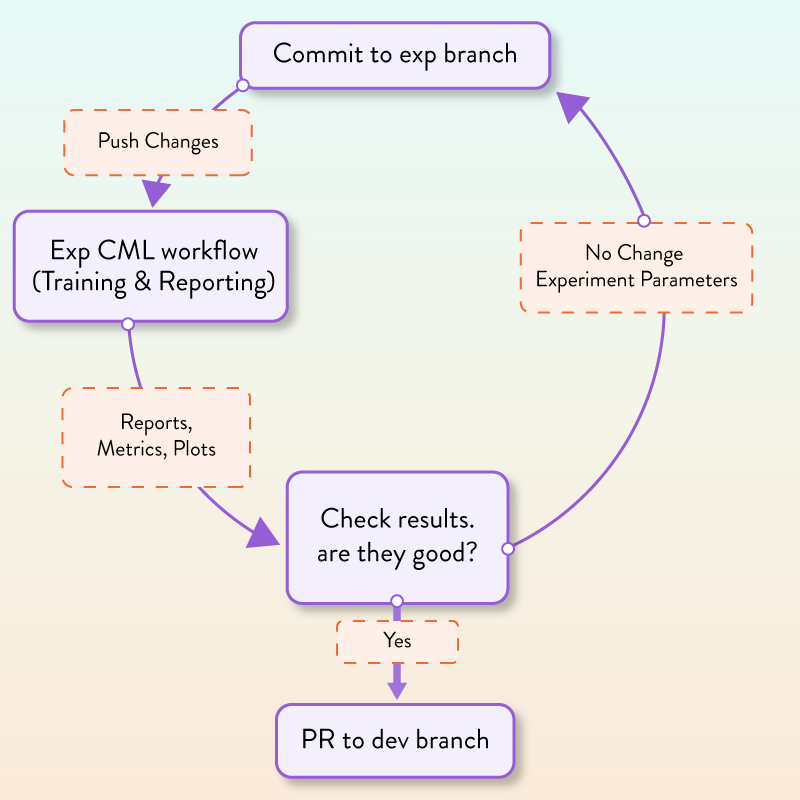 Commit to exp branch
Push Changes
Exp CML workflow
(Training & Reporting)
No Change
Experiment Parameters
Reports,
Metrics, Plots
Check results.
are they good?
Yes
PR to dev branch